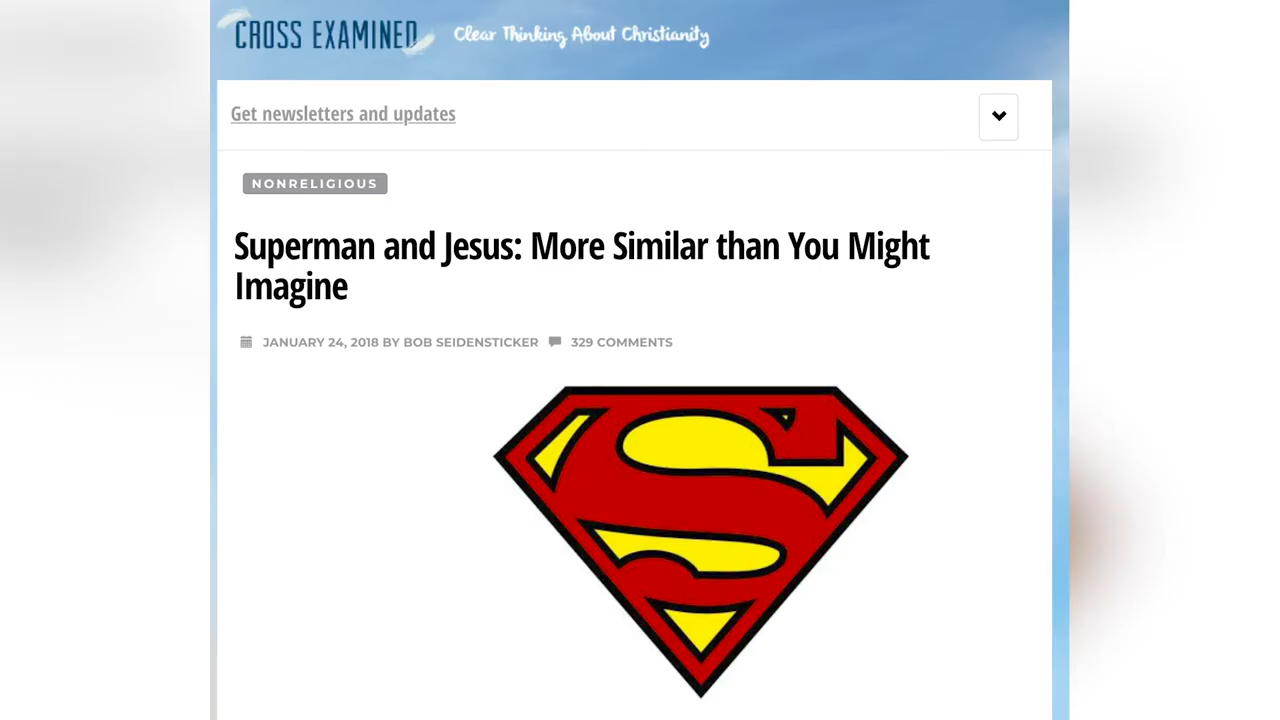 CROSS EXAMINED Clear Thinking About Christianity
Get newsletters and updates
NONRELIGIOUS
Superman and Jesus: More Similar than You Might
Imagine
JANUARY 24, 2018 BY BOB SEIDENSTICKER 329 COMMENTS
S